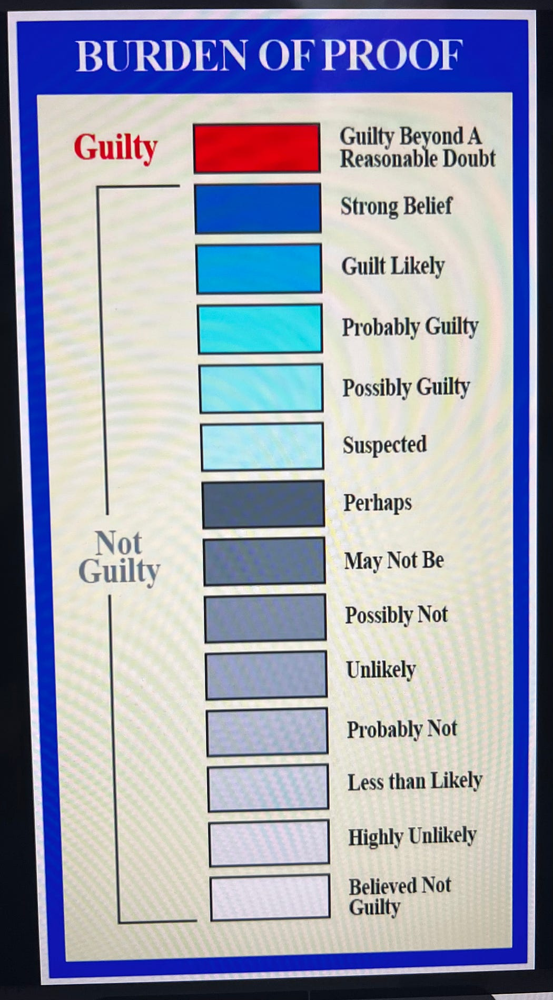 BURDEN OF PROOF
Guilty
Guilty Beyond A
Reasonable Doubt
Strong Belief
Guilt Likely
Probably Guilty
Possibly Guilty
Suspected
Perhaps
Not
Guilty
May Not Be
Possibly Not
Unlikely
Probably Not
Less than Likely
Highly Unlikely
Believed Not
Guilty